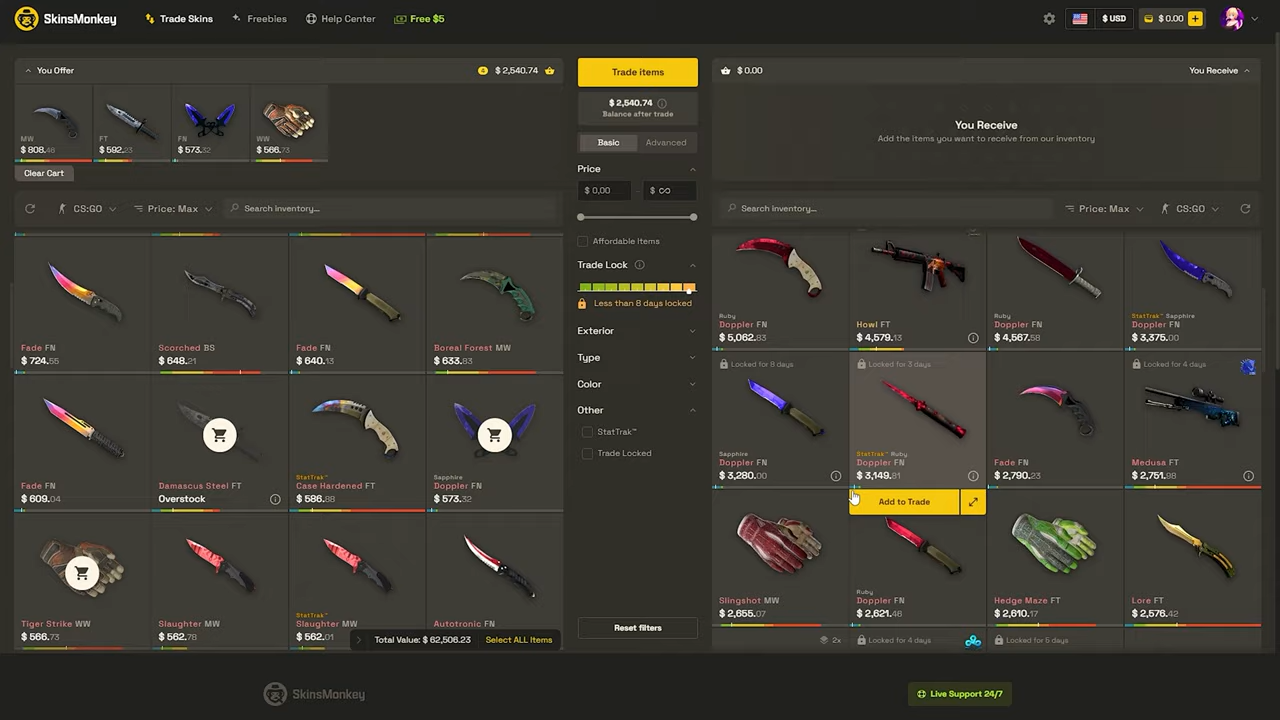 SkinsMonkey
Trade Skins
Freebies
Help Center
Free $5
$ USD
$ 0.00
You Offer
4
$ 2,540.74
MW
$ 808.46
FT
$ 592.23
FN
$ 573.32
WW
$ 566.73
Clear Cart
Trade items
$ 2,540.74
Balance after trade
$ 0.00
You Receive
You Receive
Add the items you want to receive from our inventory
CS:GO
Price: Max
Search inventory...
Basic
Advanced
Price
$ 0,00
$ ∞
Affordable Items
Trade Lock
Less than 8 days locked
Exterior
Type
Color
Other
StatTrak™
Trade Locked
Reset filters
Search inventory...
Price: Max
CS:GO
Fade FN
$ 724.55
Scorched BS
$ 648.21
Fade FN
$ 640.13
Boreal Forest MW
$ 633.83
Fade FN
$ 609.04
Damascus Steel FT
Overstock
StatTrak™
Case Hardened FT
$ 586.88
Sapphire
Doppler FN
$ 573.32
Tiger Strike WW
$ 566.73
Slaughter MW
$ 562.78
StatTrak™
Slaughter MW
$ 562.01
Autotronic FN
Total Value: $ 62,506.23
Select ALL Items
Ruby
Doppler FN
$ 5,062.83
Howl FT
$ 4,579.13
Ruby
Doppler FN
$ 4,567.58
StatTrak™ Sapphire
Doppler FN
$ 3,375.00
Locked for 8 days
Sapphire
Doppler FN
$ 3,280.00
Locked for 3 days
StatTrak™ Ruby
Doppler FN
$ 3,149.81
Add to Trade
Fade FN
$ 2,790.23
Locked for 4 days
Medusa FT
$ 2,751.98
Slingshot MW
$ 2,655.07
Ruby
Doppler FN
$ 2,621.46
Hedge Maze FT
$ 2,610.17
Lore FT
$ 2,576.42
2x
Locked for 4 days
Locked for 5 days
SkinsMonkey
Live Support 24/7